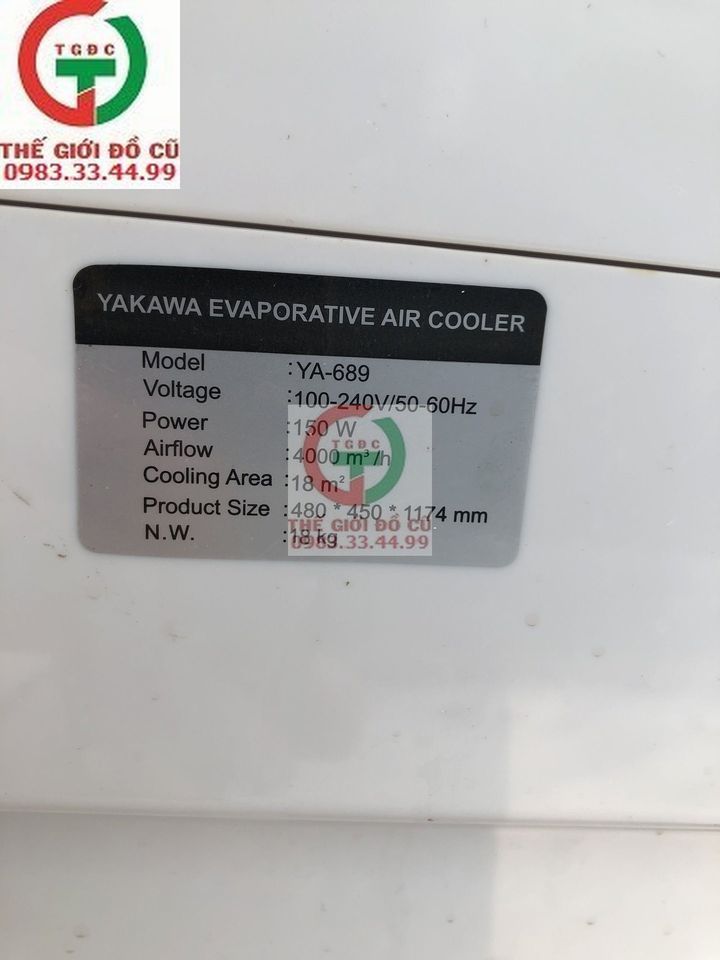 TGĐC
THẾ GIỚI ĐỒ CŨ
0983.33.44.99
YAKAWA EVAPORATIVE AIR COOLER
Model : YA-689
Voltage : 100-240V/50-60Hz
Power : 150 W
Airflow : 4000 m³/h
Cooling Area : 18 m²
Product Size : 480 * 450 * 1174 mm
N.W. : 18 kg
TGĐC
THẾ GIỚI ĐỒ CŨ
0983.33.44.99